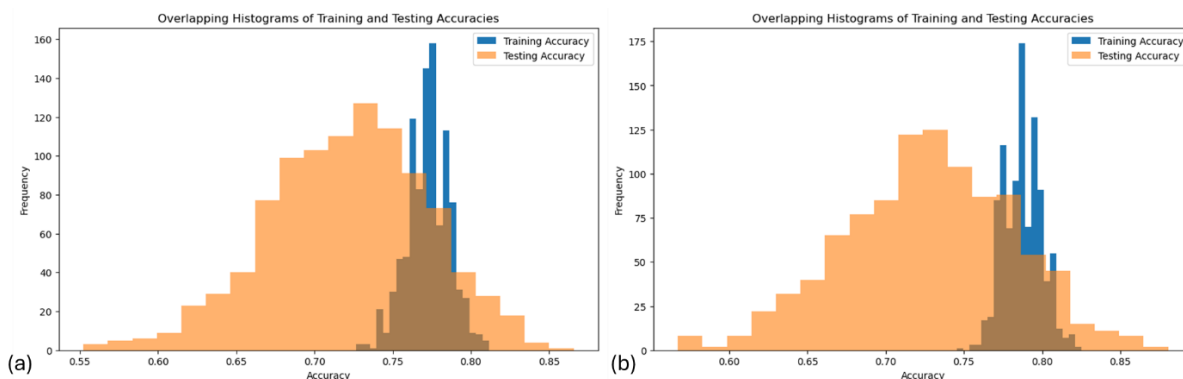 Overlapping Histograms of Training and Testing Accuracies
Training Accuracy
Testing Accuracy
160
140
120
100
80
60
40
20
0
Frequency
0.55 0.60 0.65 0.70 0.75 0.80 0.85
Accuracy
(a)
Overlapping Histograms of Training and Testing Accuracies
Training Accuracy
Testing Accuracy
175
150
125
100
75
50
25
0
Frequency
0.60 0.65 0.70 0.75 0.80 0.85
Accuracy
(b)